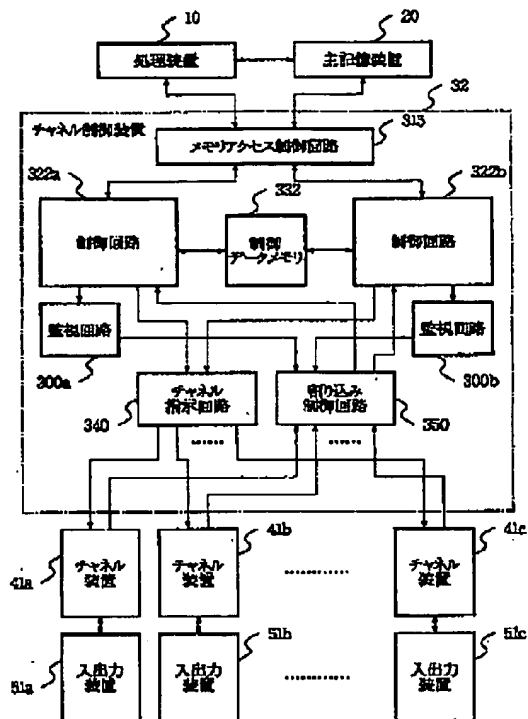 10
20
処理装置
主記憶装置
32
チャネル制御装置
315
メモリアクセス制御回路
322a
332
322b
制御回路
制御
データメモリ
制御回路
監視回路
監視回路
300a
300b
チャネル
指示回路
割り込み
制御回路
340
350
41a
41b
41c
チャネル
装置
チャネル
装置
チャネル
装置
51a
51b
51c
入出力
装置
入出力
装置
入出力
装置